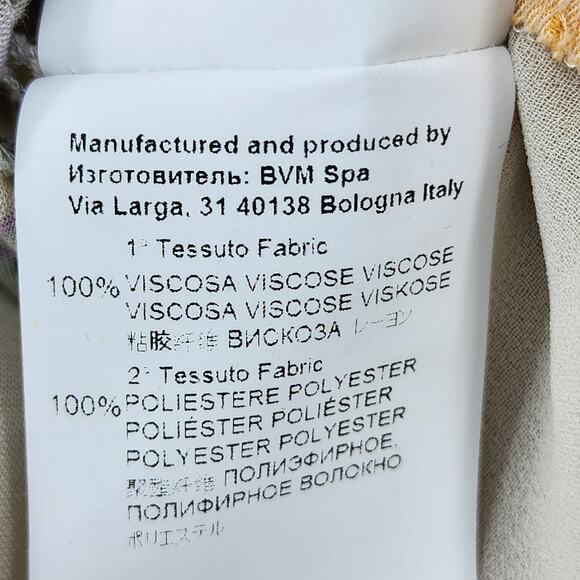 Manufactured and produced by
Изготовитель: BVM Spa
Via Larga, 31 40138 Bologna Italy
1° Tessuto Fabric
100% VISCOSA VISCOSE VISCOSE
VISCOSA VISCOSE VISKOSE
粘胶纤维 ВИСКОЗА レーヨン
2° Tessuto Fabric
100% POLIESTERE POLYESTER
POLIÉSTER POLIÉSTER
POLYESTER POLYESTER
聚酯纤维 ПОЛИЭФИРНОЕ,
ПОЛИФИРНОЕ ВОЛОКНО
ポリエステル